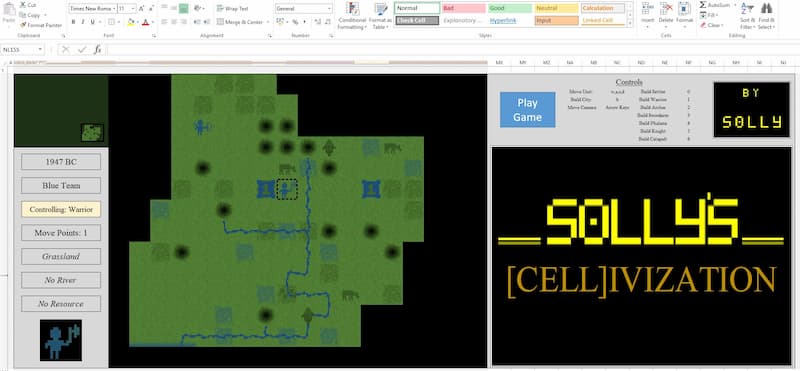 Cut
Copy
Format Painter
Paste
Clipboard
Times New Roma
11
Wrap Text
Merge & Center
General
Conditional Formatting
Format as Table
Normal
Bad
Good
Neutral
Calculation
Check Cell
Explanatory ...
Hyperlink
Input
Linked Cell
Insert
Delete
Format
AutoSum
Fill
Clear
Sort & Filter
Find & Select
Font
Alignment
Number
Styles
Cells
Editing
NL155
fx
MX
MZ
NA
NB
NC
ND
NE
NF
NG
NH
NI
NJ
1947 BC
Blue Team
Controlling: Warrior
Move Points: 1
Grassland
No River
No Resource
Play Game
Controls
Move Unit: w,a,s,d
Build City: b
Move Camera: Arrow Keys
Build Settler 0
Build Warrior 1
Build Archer 2
Build Swordsman 3
Build Phalanx 4
Build Knight 5
Build Catapult 6
BY
SOLLY
SOLLY'S
[CELL]IVIZATION